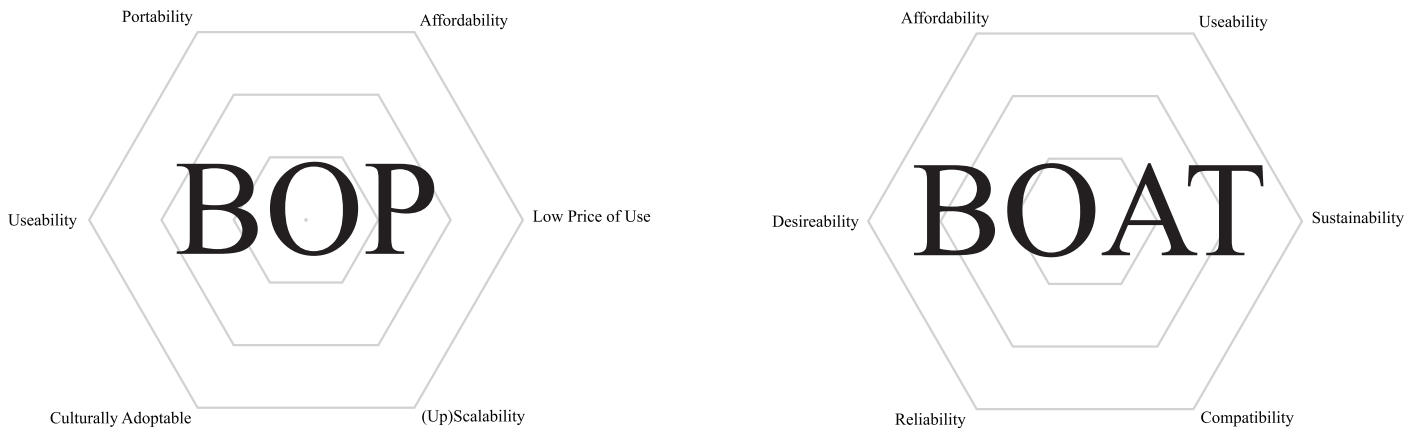 Portability
Affordability
Useability
BOP
Low Price of Use
Culturally Adoptable
(Up)Scalability
Affordability
Useability
Desireability
BOAT
Sustainability
Reliability
Compatibility